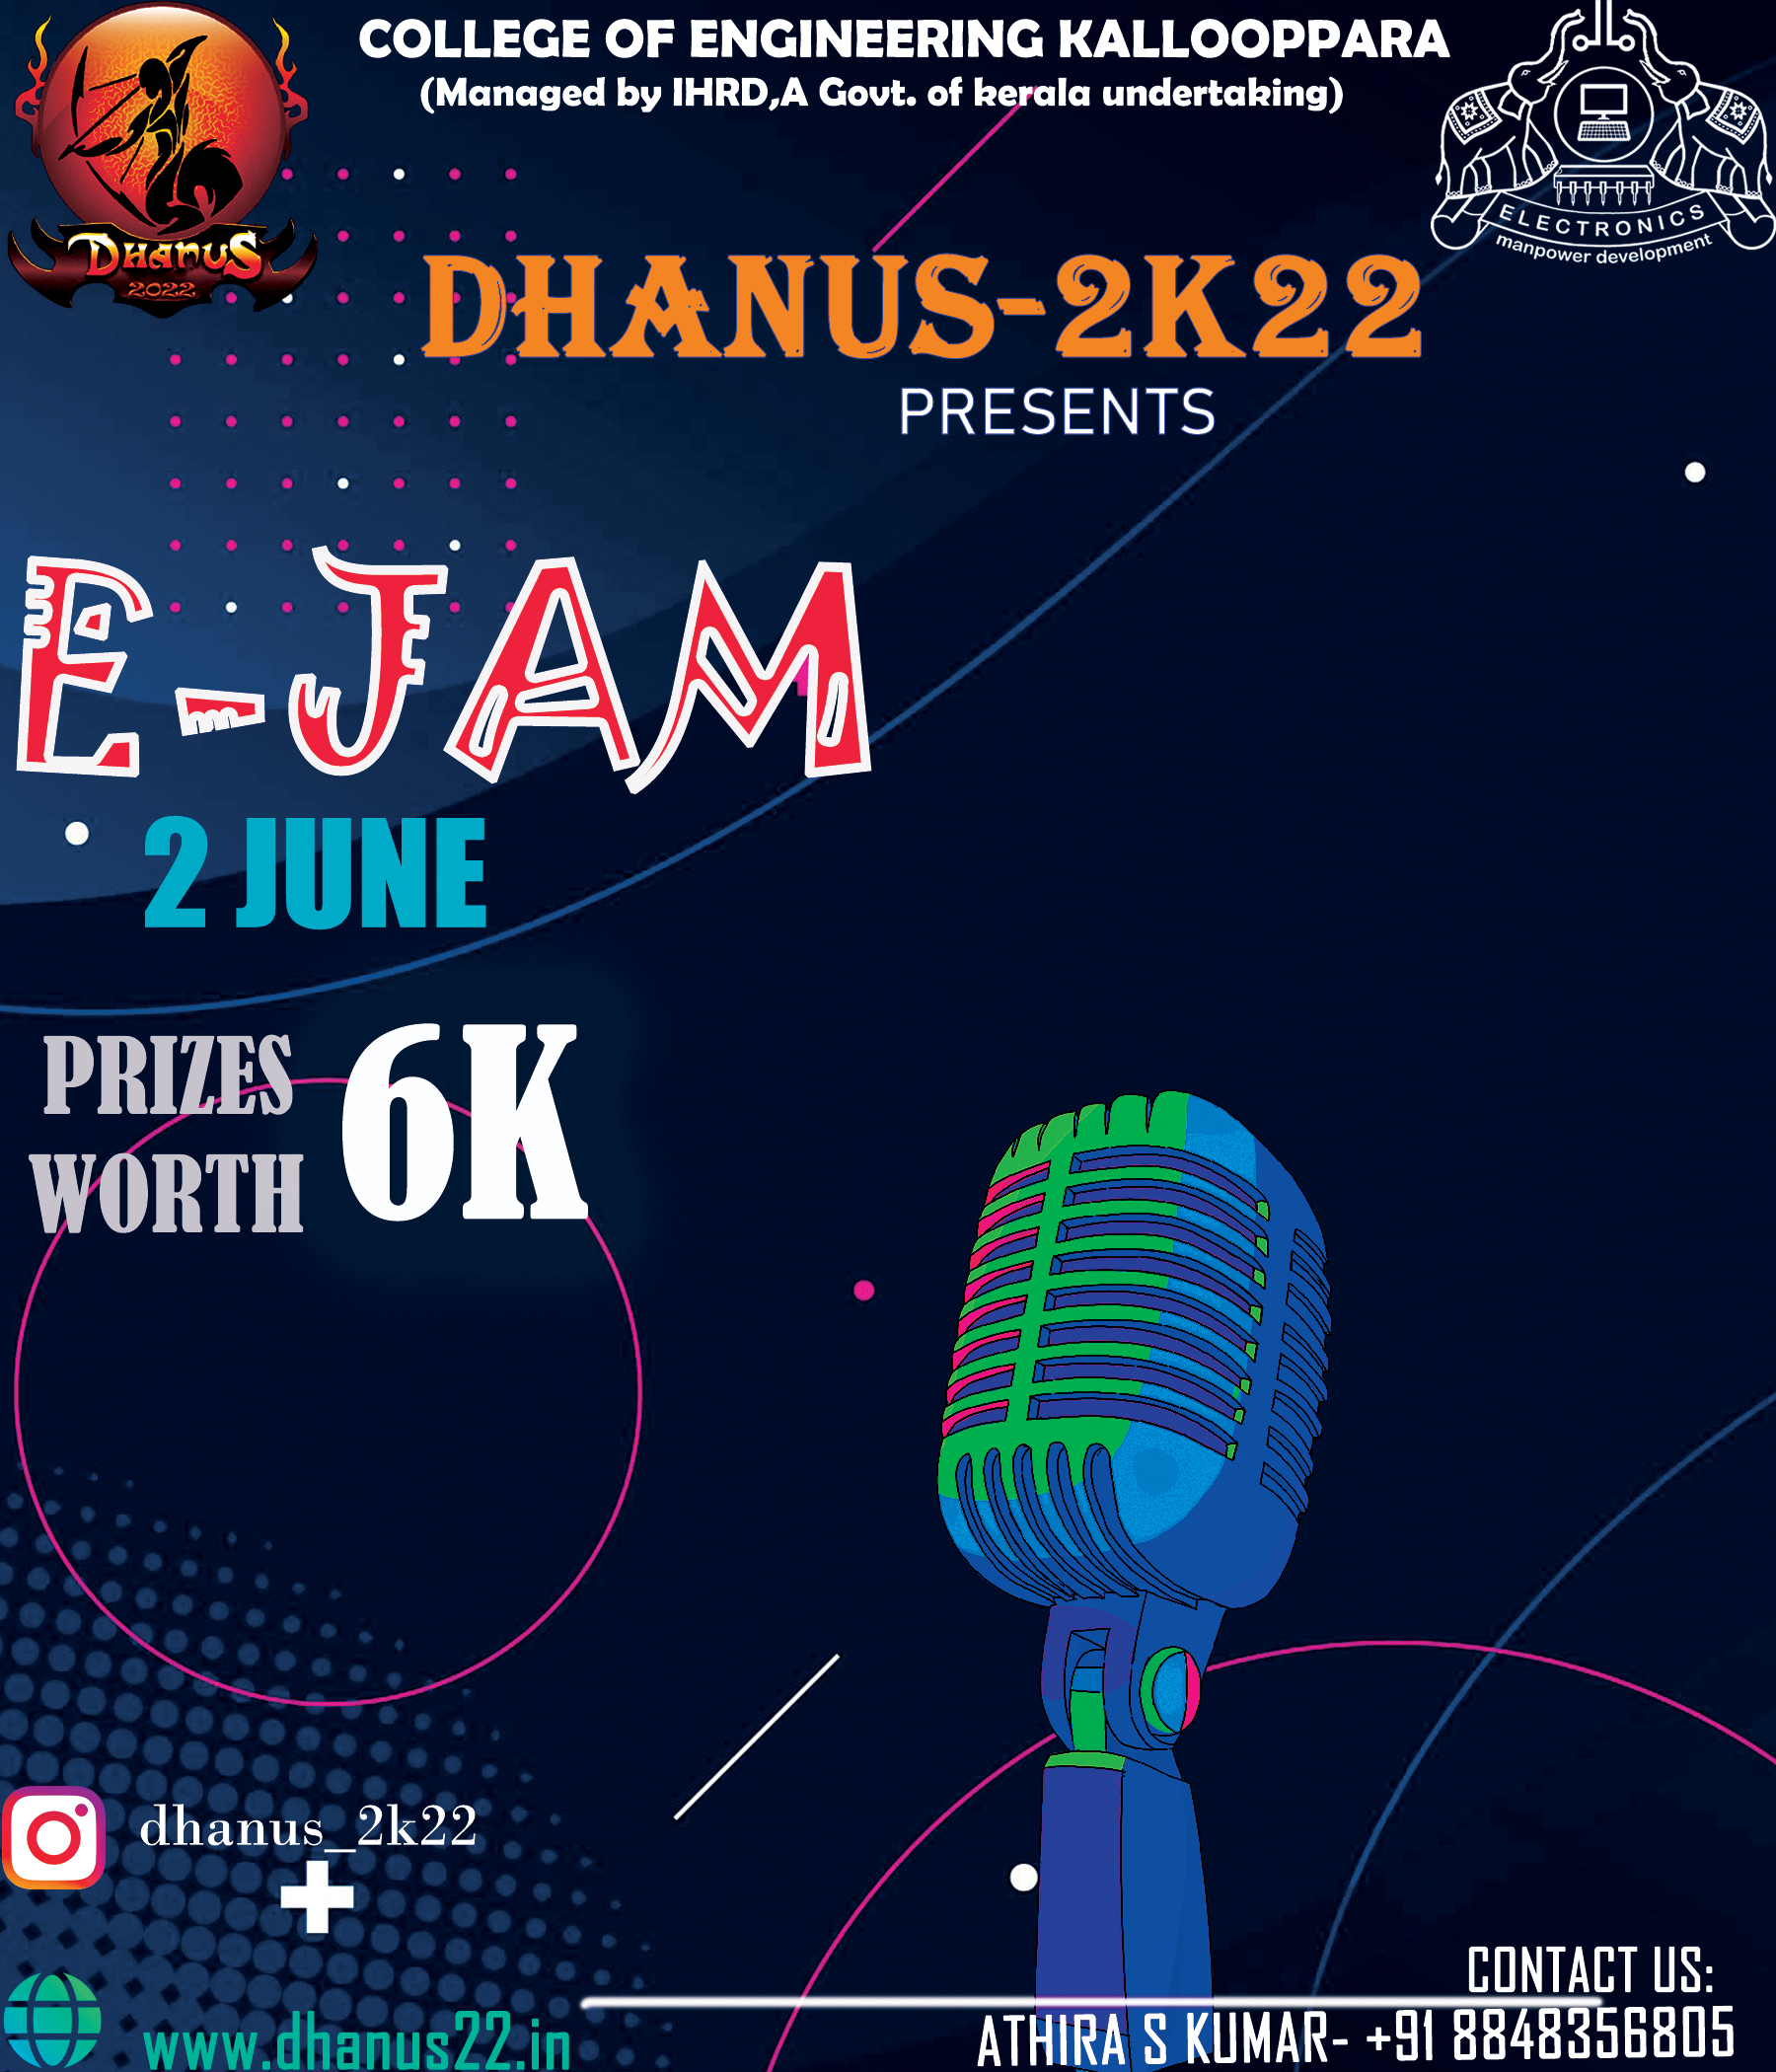 COLLEGE OF ENGINEERING KALLOOPPARA
(Managed by IHRD,A Govt. of kerala undertaking)
DHANUS
2022
ELECTRONICS
manpower development
DHANUS-2K22
PRESENTS
E-JAM
2 JUNE
PRIZES
WORTH
6K
dhanus_2k22
www.dhanus22.in
CONTACT US:
ATHIRA S KUMAR- +91 8848356805